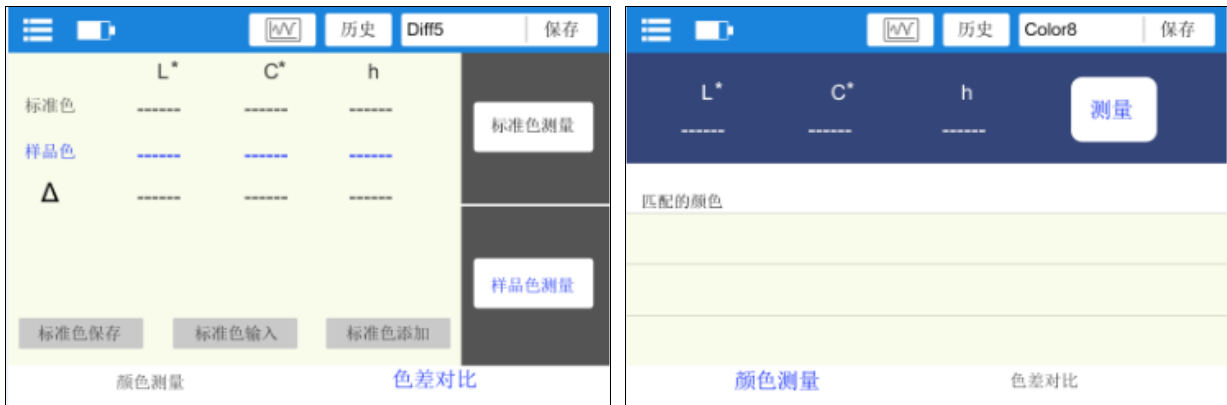 历史 Diff5 保存
L* C* h
标准色 ------ ------ ------
标准色测量
样品色 ------ ------ ------
Δ ------ ------ ------
样品色测量
标准色保存 标准色输入 标准色添加
颜色测量 色差对比
历史 Color8 保存
L* C* h
测量
------ ------ ------
匹配的颜色
颜色测量 色差对比